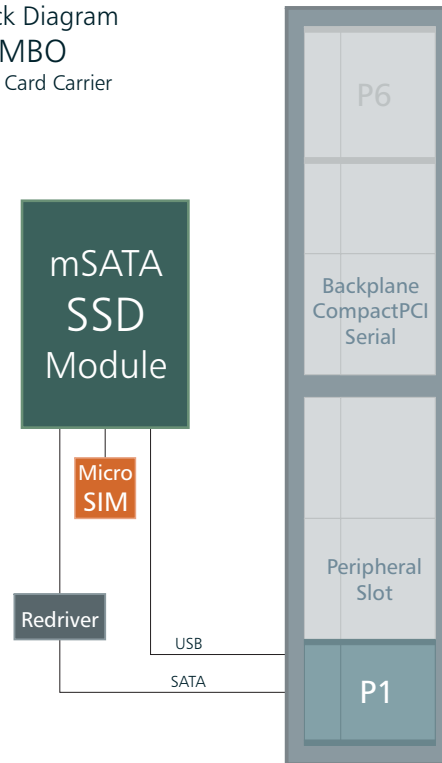 ck Diagram
MBO
Card Carrier
P6
mSATA
SSD
Module
Backplane
CompactPCI
Serial
Micro
SIM
Peripheral
Slot
Redriver
USB
SATA
P1